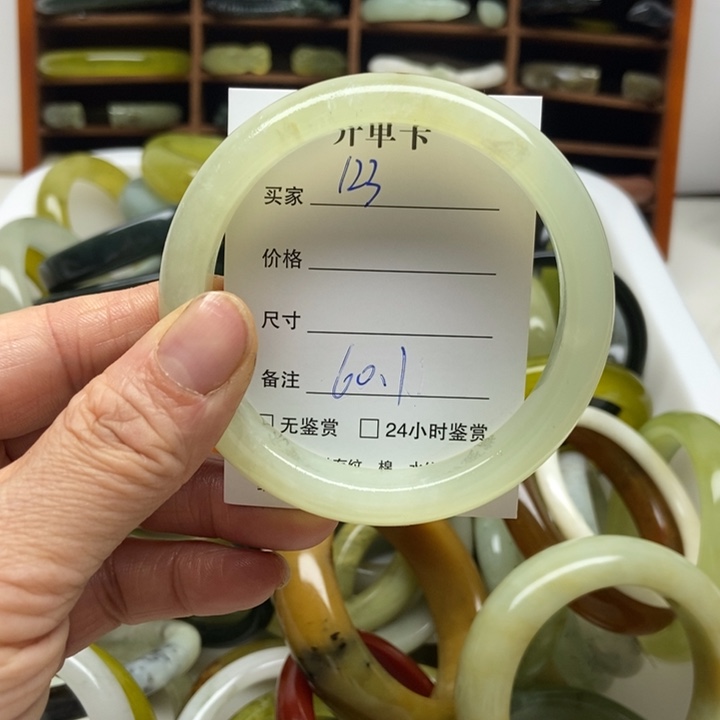 开单卡
买家 123
价格
尺寸
备注 60.1
无鉴赏 24小时鉴赏